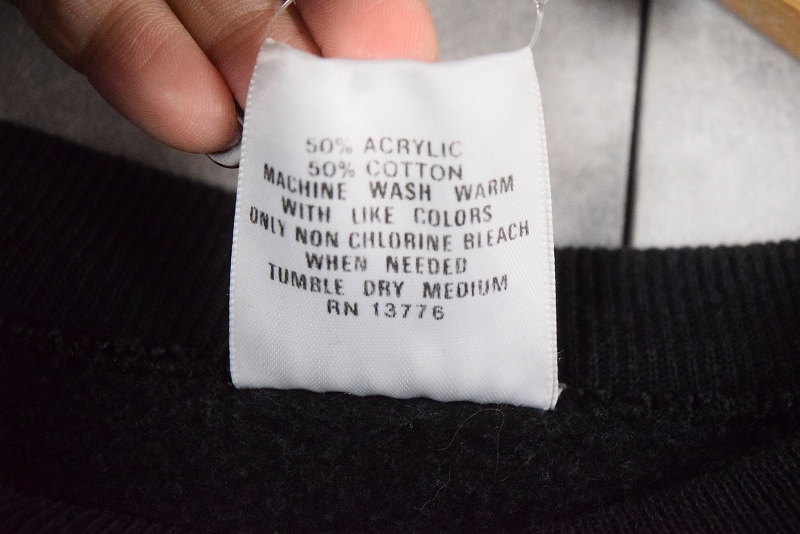 50% ACRYLIC
50% COTTON
MACHINE WASH WARM
WITH LIKE COLORS
ONLY NON CHLORINE BLEACH
WHEN NEEDED
TUMBLE DRY MEDIUM
RN 13776